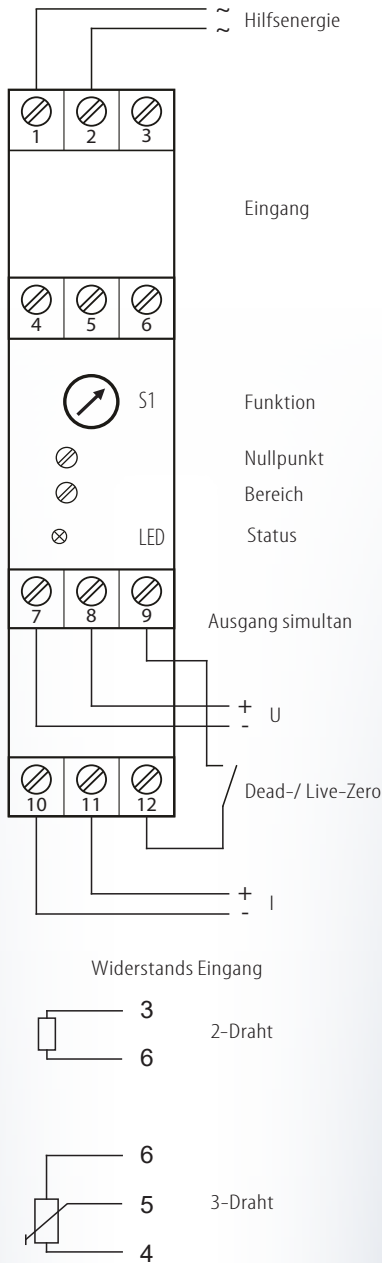 ~
~ Hilfsenergie
1 2 3
Eingang
4 5 6
S1 Funktion
Nullpunkt
Bereich
LED Status
7 8 9
Ausgang simultan
+
- U
10 11 12
Dead-/ Live-Zero
+
- I
Widerstands Eingang
3
2-Draht
6
6
5 3-Draht
4